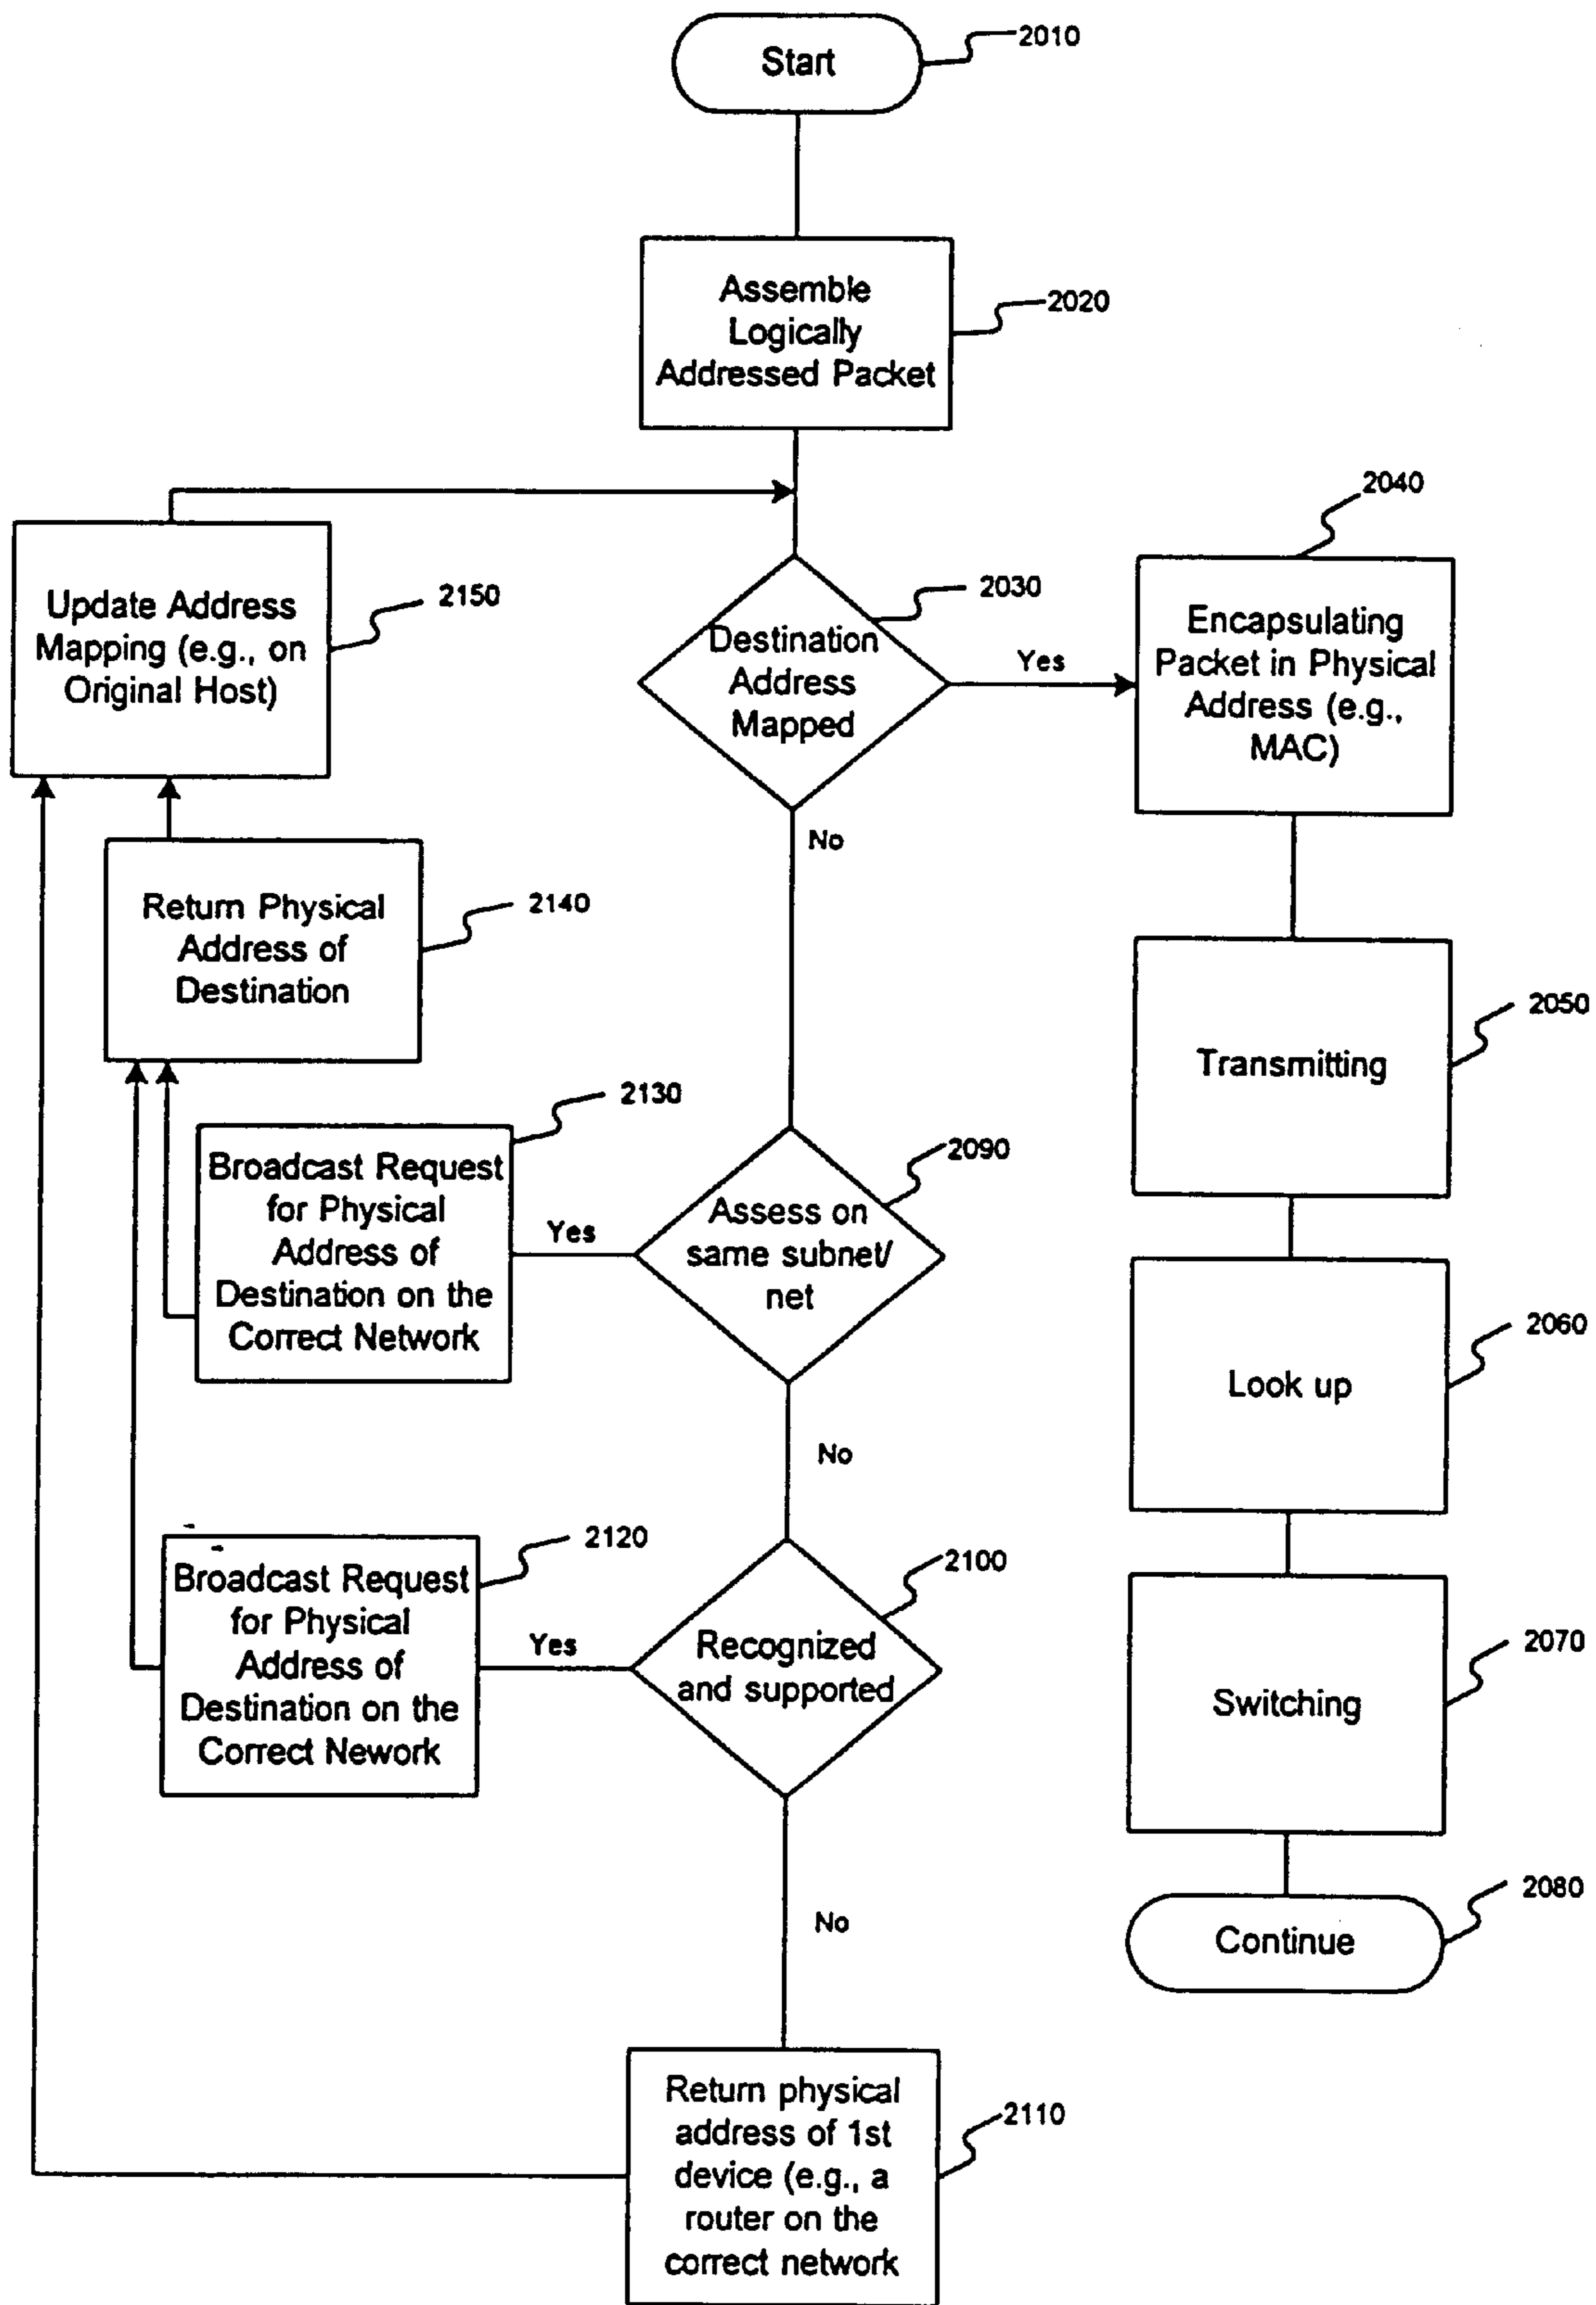 Start
2010
Assemble
Logically
Addressed Packet
2020
2040
Update Address
Mapping (e.g., on
Original Host)
2150
Destination
Address
Mapped
2030
Yes
Encapsulating
Packet in Physical
Address (e.g.,
MAC)
No
Return Physical
Address of
Destination
2140
Transmitting
2050
Broadcast Request
for Physical
Address of
Destination on the
Correct Network
2130
Yes
Assess on
same subnet/
net
2090
Look up
2060
No
Broadcast Request
for Physical
Address of
Destination on the
Correct Nework
2120
Yes
Recognized
and supported
2100
Switching
2070
No
Continue
2080
Return physical
address of 1st
device (e.g., a
router on the
correct network
2110